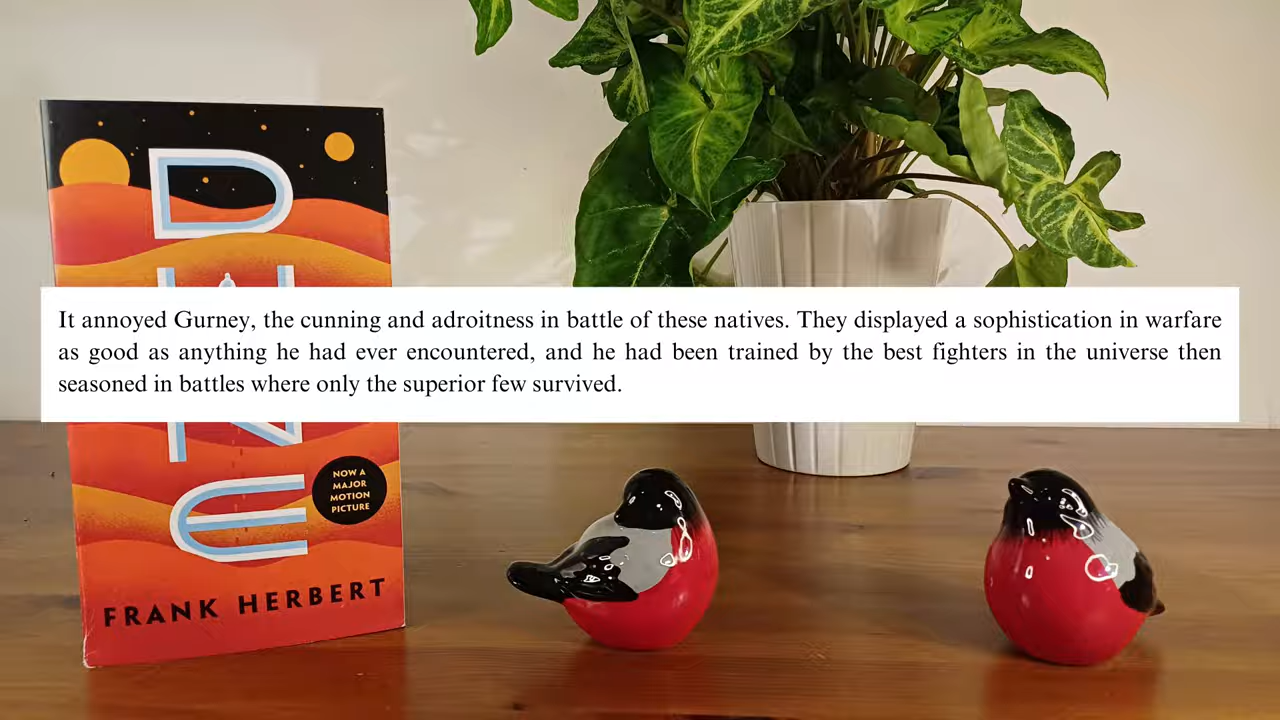 DUNE
It annoyed Gurney, the cunning and adroitness in battle of these natives. They displayed a sophistication in warfare
as good as anything he had ever encountered, and he had been trained by the best fighters in the universe then
seasoned in battles where only the superior few survived.
NOW A
MAJOR
MOTION
PICTURE
FRANK HERBERT